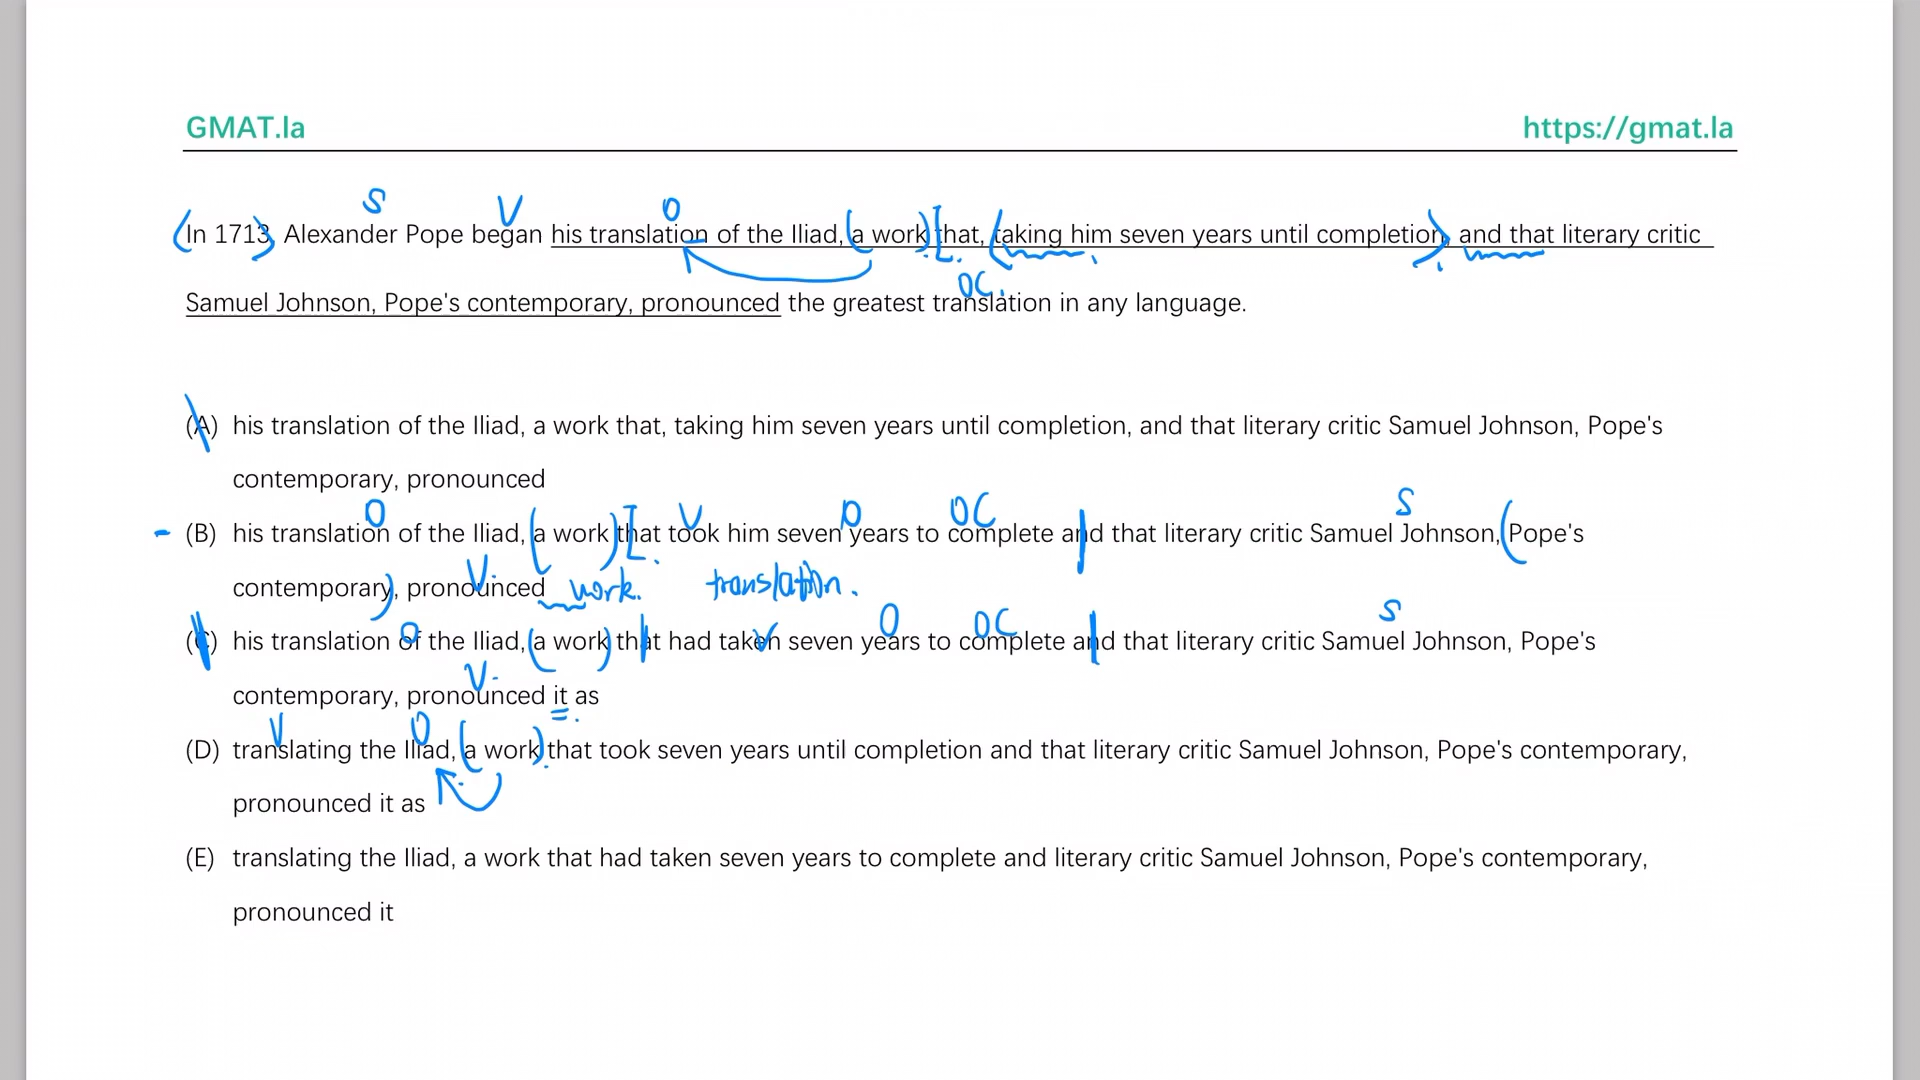 GMAT.la
https://gmat.la
S V O
In 1713, Alexander Pope began his translation of the Iliad, a work that, taking him seven years until completion, and that literary critic
OC.
Samuel Johnson, Pope's contemporary, pronounced the greatest translation in any language.
(A) his translation of the Iliad, a work that, taking him seven years until completion, and that literary critic Samuel Johnson, Pope's
contemporary, pronounced
O V O OC S
(B) his translation of the Iliad, a work that took him seven years to complete and that literary critic Samuel Johnson, Pope's
V.
contemporary, pronounced work. translation.
O V O OC S
(C) his translation of the Iliad, a work that had taken seven years to complete and that literary critic Samuel Johnson, Pope's
V.
contemporary, pronounced it as
V O
(D) translating the Iliad, a work that took seven years until completion and that literary critic Samuel Johnson, Pope's contemporary,
pronounced it as
(E) translating the Iliad, a work that had taken seven years to complete and literary critic Samuel Johnson, Pope's contemporary,
pronounced it